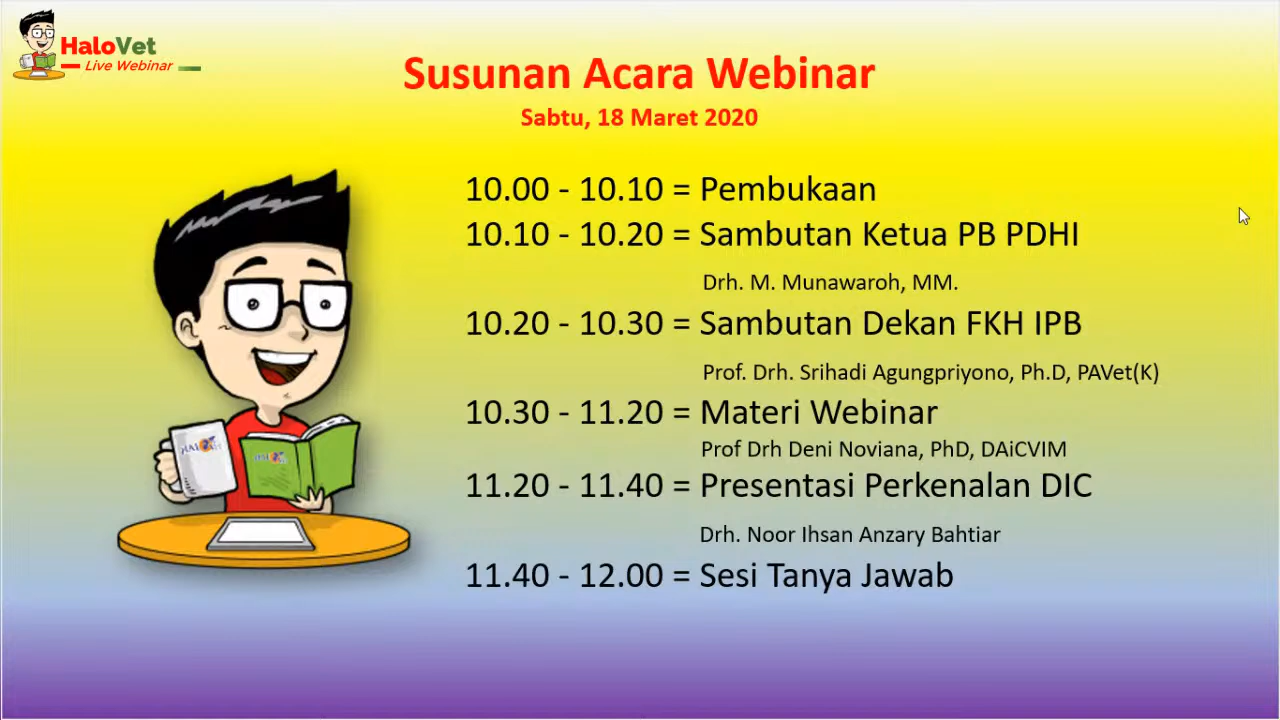 HaloVet
Live Webinar
Susunan Acara Webinar
Sabtu, 18 Maret 2020
10.00 - 10.10 = Pembukaan
10.10 - 10.20 = Sambutan Ketua PB PDHI
Drh. M. Munawaroh, MM.
10.20 - 10.30 = Sambutan Dekan FKH IPB
Prof. Drh. Srihadi Agungpriyono, Ph.D, PAVet(K)
10.30 - 11.20 = Materi Webinar
Prof Drh Deni Noviana, PhD, DAiCVIM
11.20 - 11.40 = Presentasi Perkenalan DIC
Drh. Noor Ihsan Anzary Bahtiar
11.40 - 12.00 = Sesi Tanya Jawab